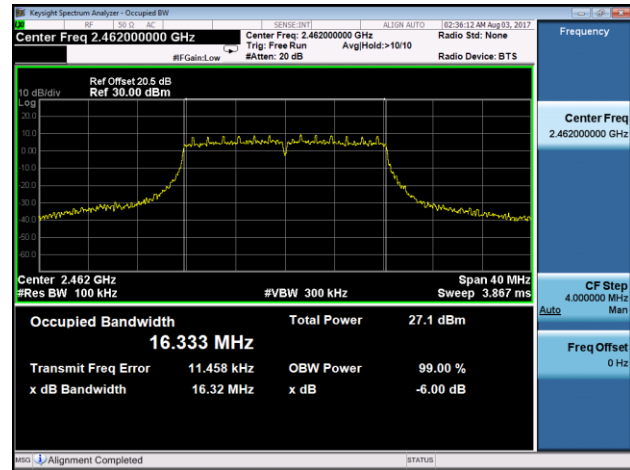 Keysight Spectrum Analyzer - Occupied BW
RF 50 Ω AC SENSE:INT ALIGN AUTO 02:36:12 AM Aug 03, 2017
Center Freq 2.462000000 GHz
Center Freq: 2.462000000 GHz
Radio Std: None
Trig: Free Run Avg|Hold:>10/10
#IFGain:Low #Atten: 20 dB Radio Device: BTS
Ref Offset 20.5 dB
10 dB/div Ref 30.00 dBm
Log
20.0
10.0
0.00
-10.0
-20.0
-30.0
-40.0
-50.0
-60.0
Center 2.462 GHz Span 40 MHz
#Res BW 100 kHz #VBW 300 kHz Sweep 3.867 ms
Occupied Bandwidth Total Power 27.1 dBm
16.333 MHz
Transmit Freq Error 11.458 kHz OBW Power 99.00 %
x dB Bandwidth 16.32 MHz x dB -6.00 dB
MSG Alignment Completed STATUS
Frequency
Center Freq
2.462000000 GHz
CF Step
4.000000 MHz
Auto Man
Freq Offset
0 Hz